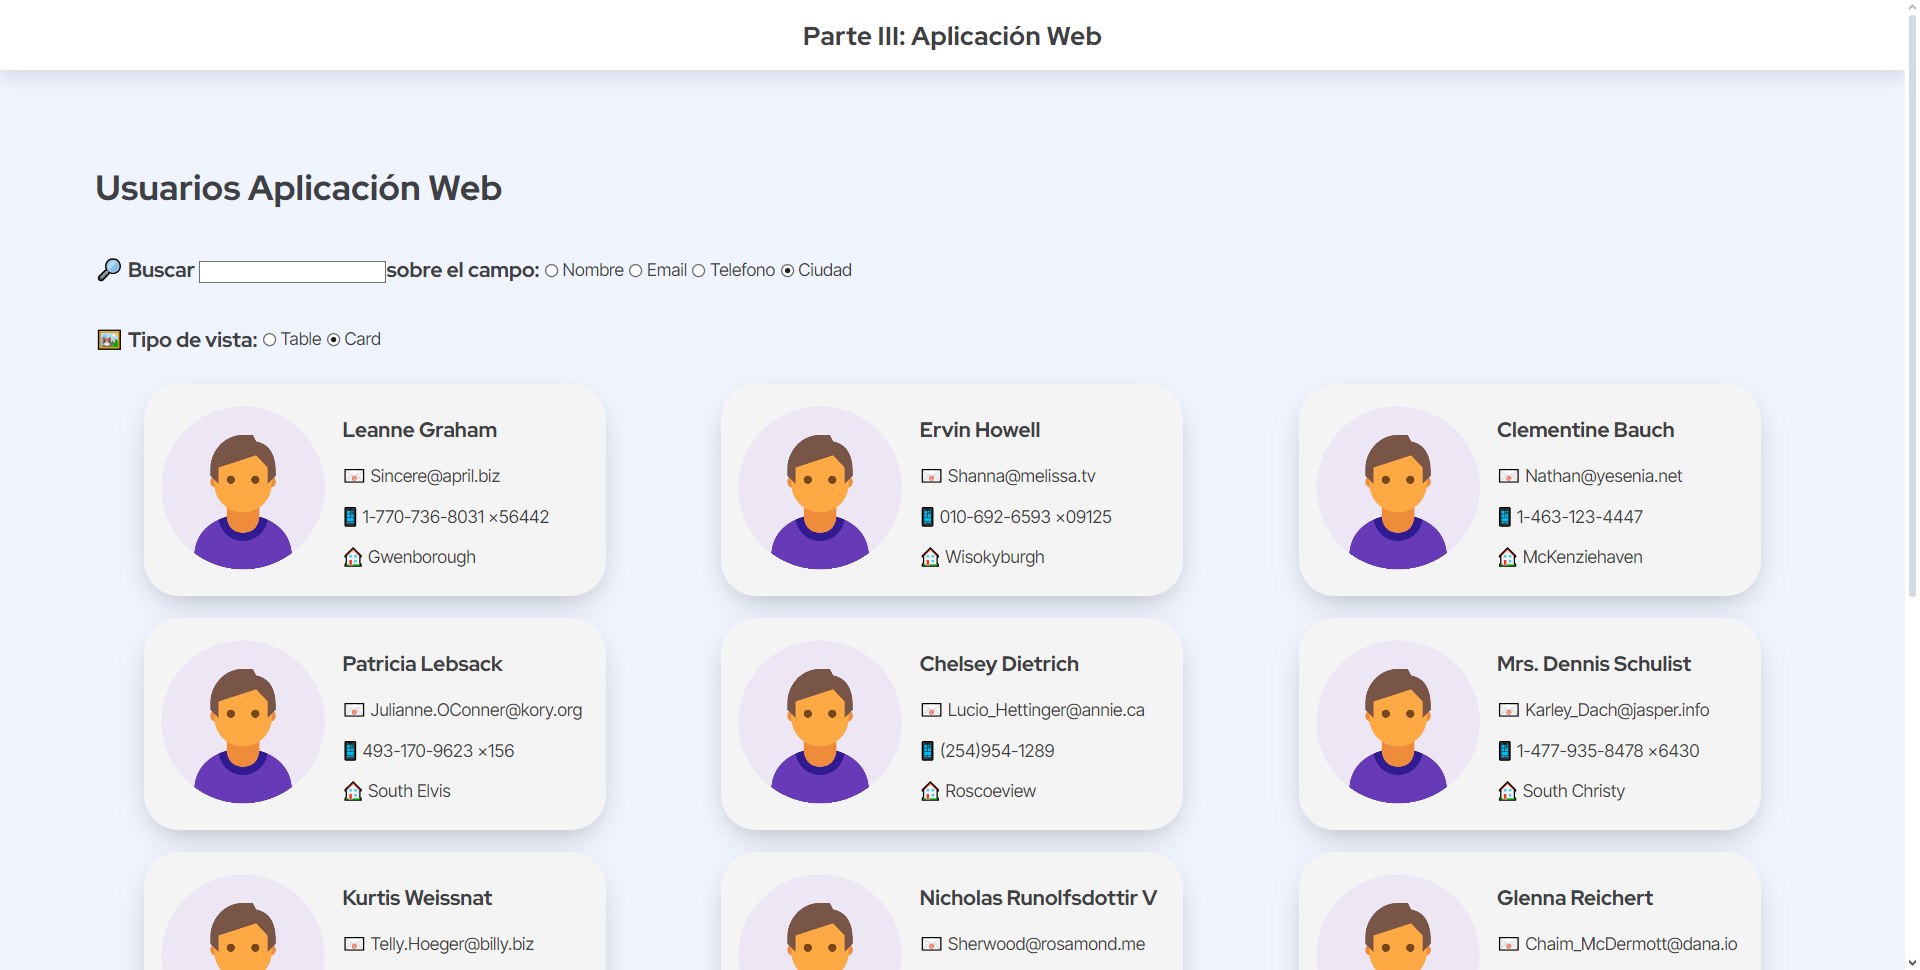 Parte III: Aplicación Web
Usuarios Aplicación Web
🔎 Buscar sobre el campo: Nombre Email Telefono Ciudad
🖼️ Tipo de vista: Table Card
Leanne Graham
Sincere@april.biz
1-770-736-8031 x56442
Gwenborough
Ervin Howell
Shanna@melissa.tv
010-692-6593 x09125
Wisokyburgh
Clementine Bauch
Nathan@yesenia.net
1-463-123-4447
McKenziehaven
Patricia Lebsack
Julianne.OConner@kory.org
493-170-9623 x156
South Elvis
Chelsey Dietrich
Lucio_Hettinger@annie.ca
(254)954-1289
Roscoeview
Mrs. Dennis Schulist
Karley_Dach@jasper.info
1-477-935-8478 x6430
South Christy
Kurtis Weissnat
Telly.Hoeger@billy.biz
Nicholas Runolfsdottir V
Sherwood@rosamond.me
Glenna Reichert
Chaim_McDermott@dana.io